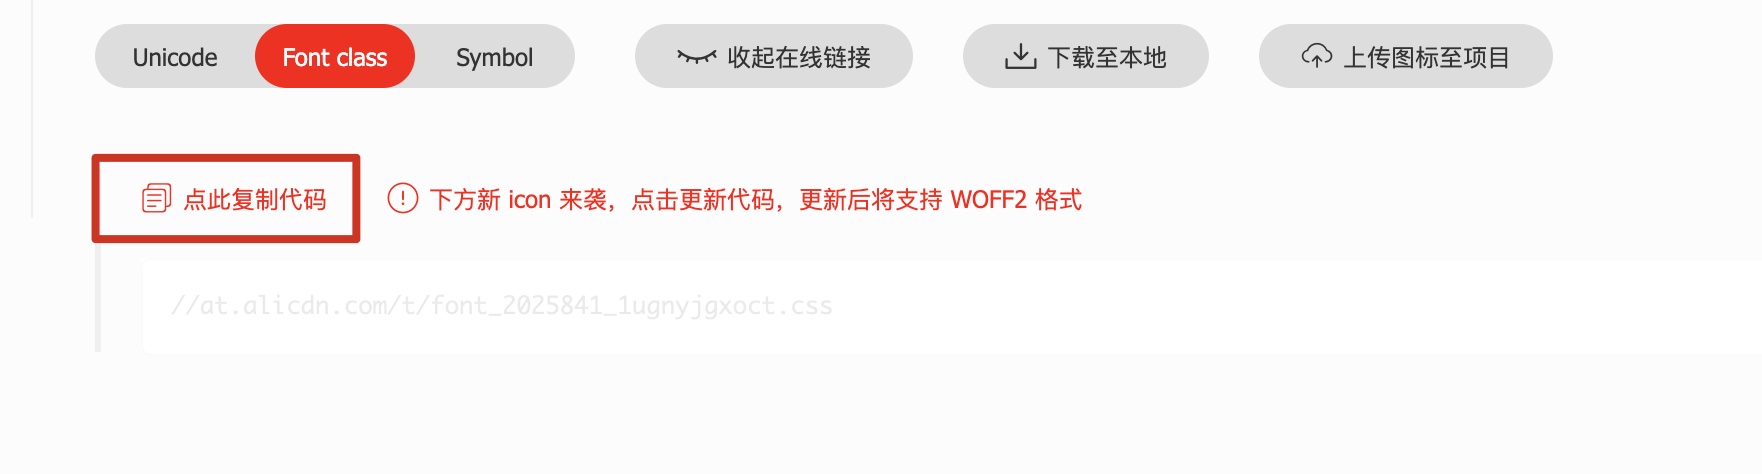 Unicode Font class Symbol 收起在线链接 下载至本地 上传图标至项目
点此复制代码 下方新 icon 来袭，点击更新代码，更新后将支持 WOFF2 格式
//at.alicdn.com/t/font_2025841_1ugnyjgxoct.css